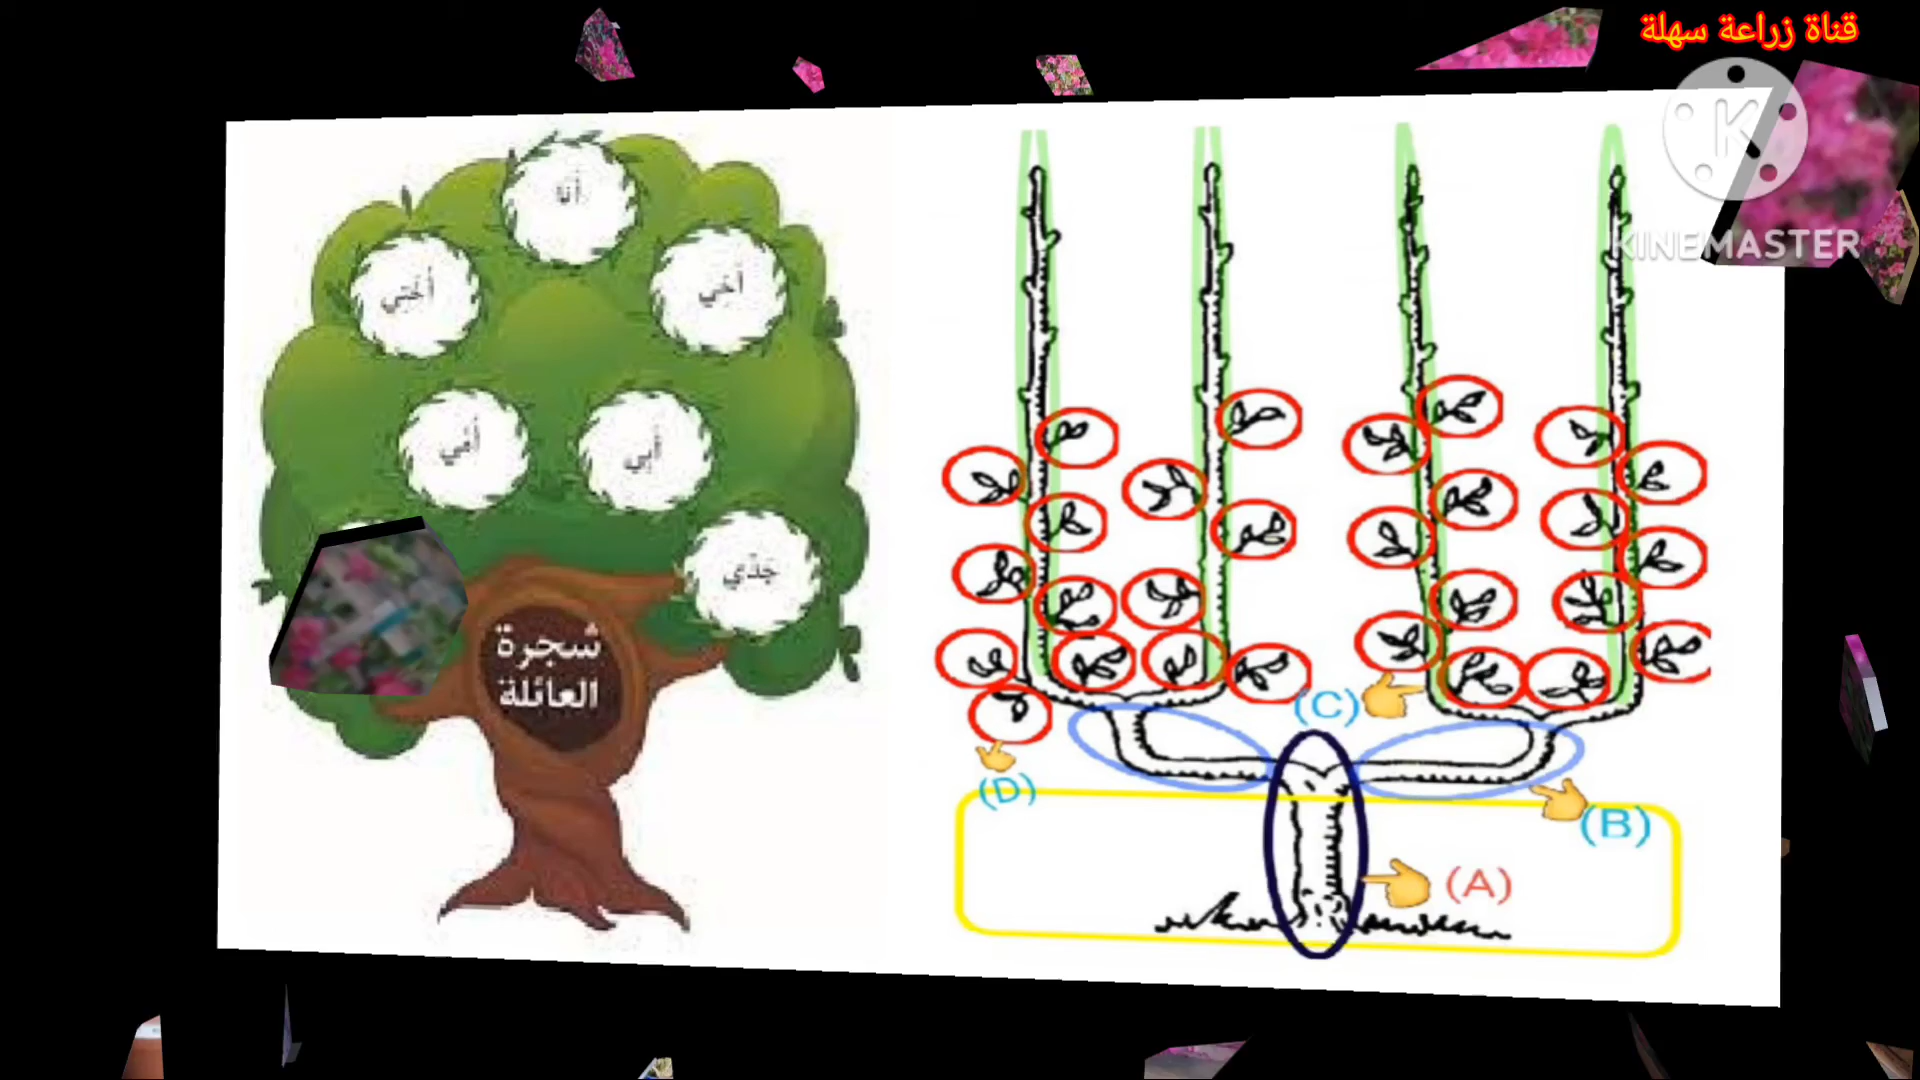 قناة زراعة سهلة
KINEMASTER
أنا
أختي
أخي
أمي
أبي
جدي
شجرة
العائلة
(C)
(D)
(B)
(A)